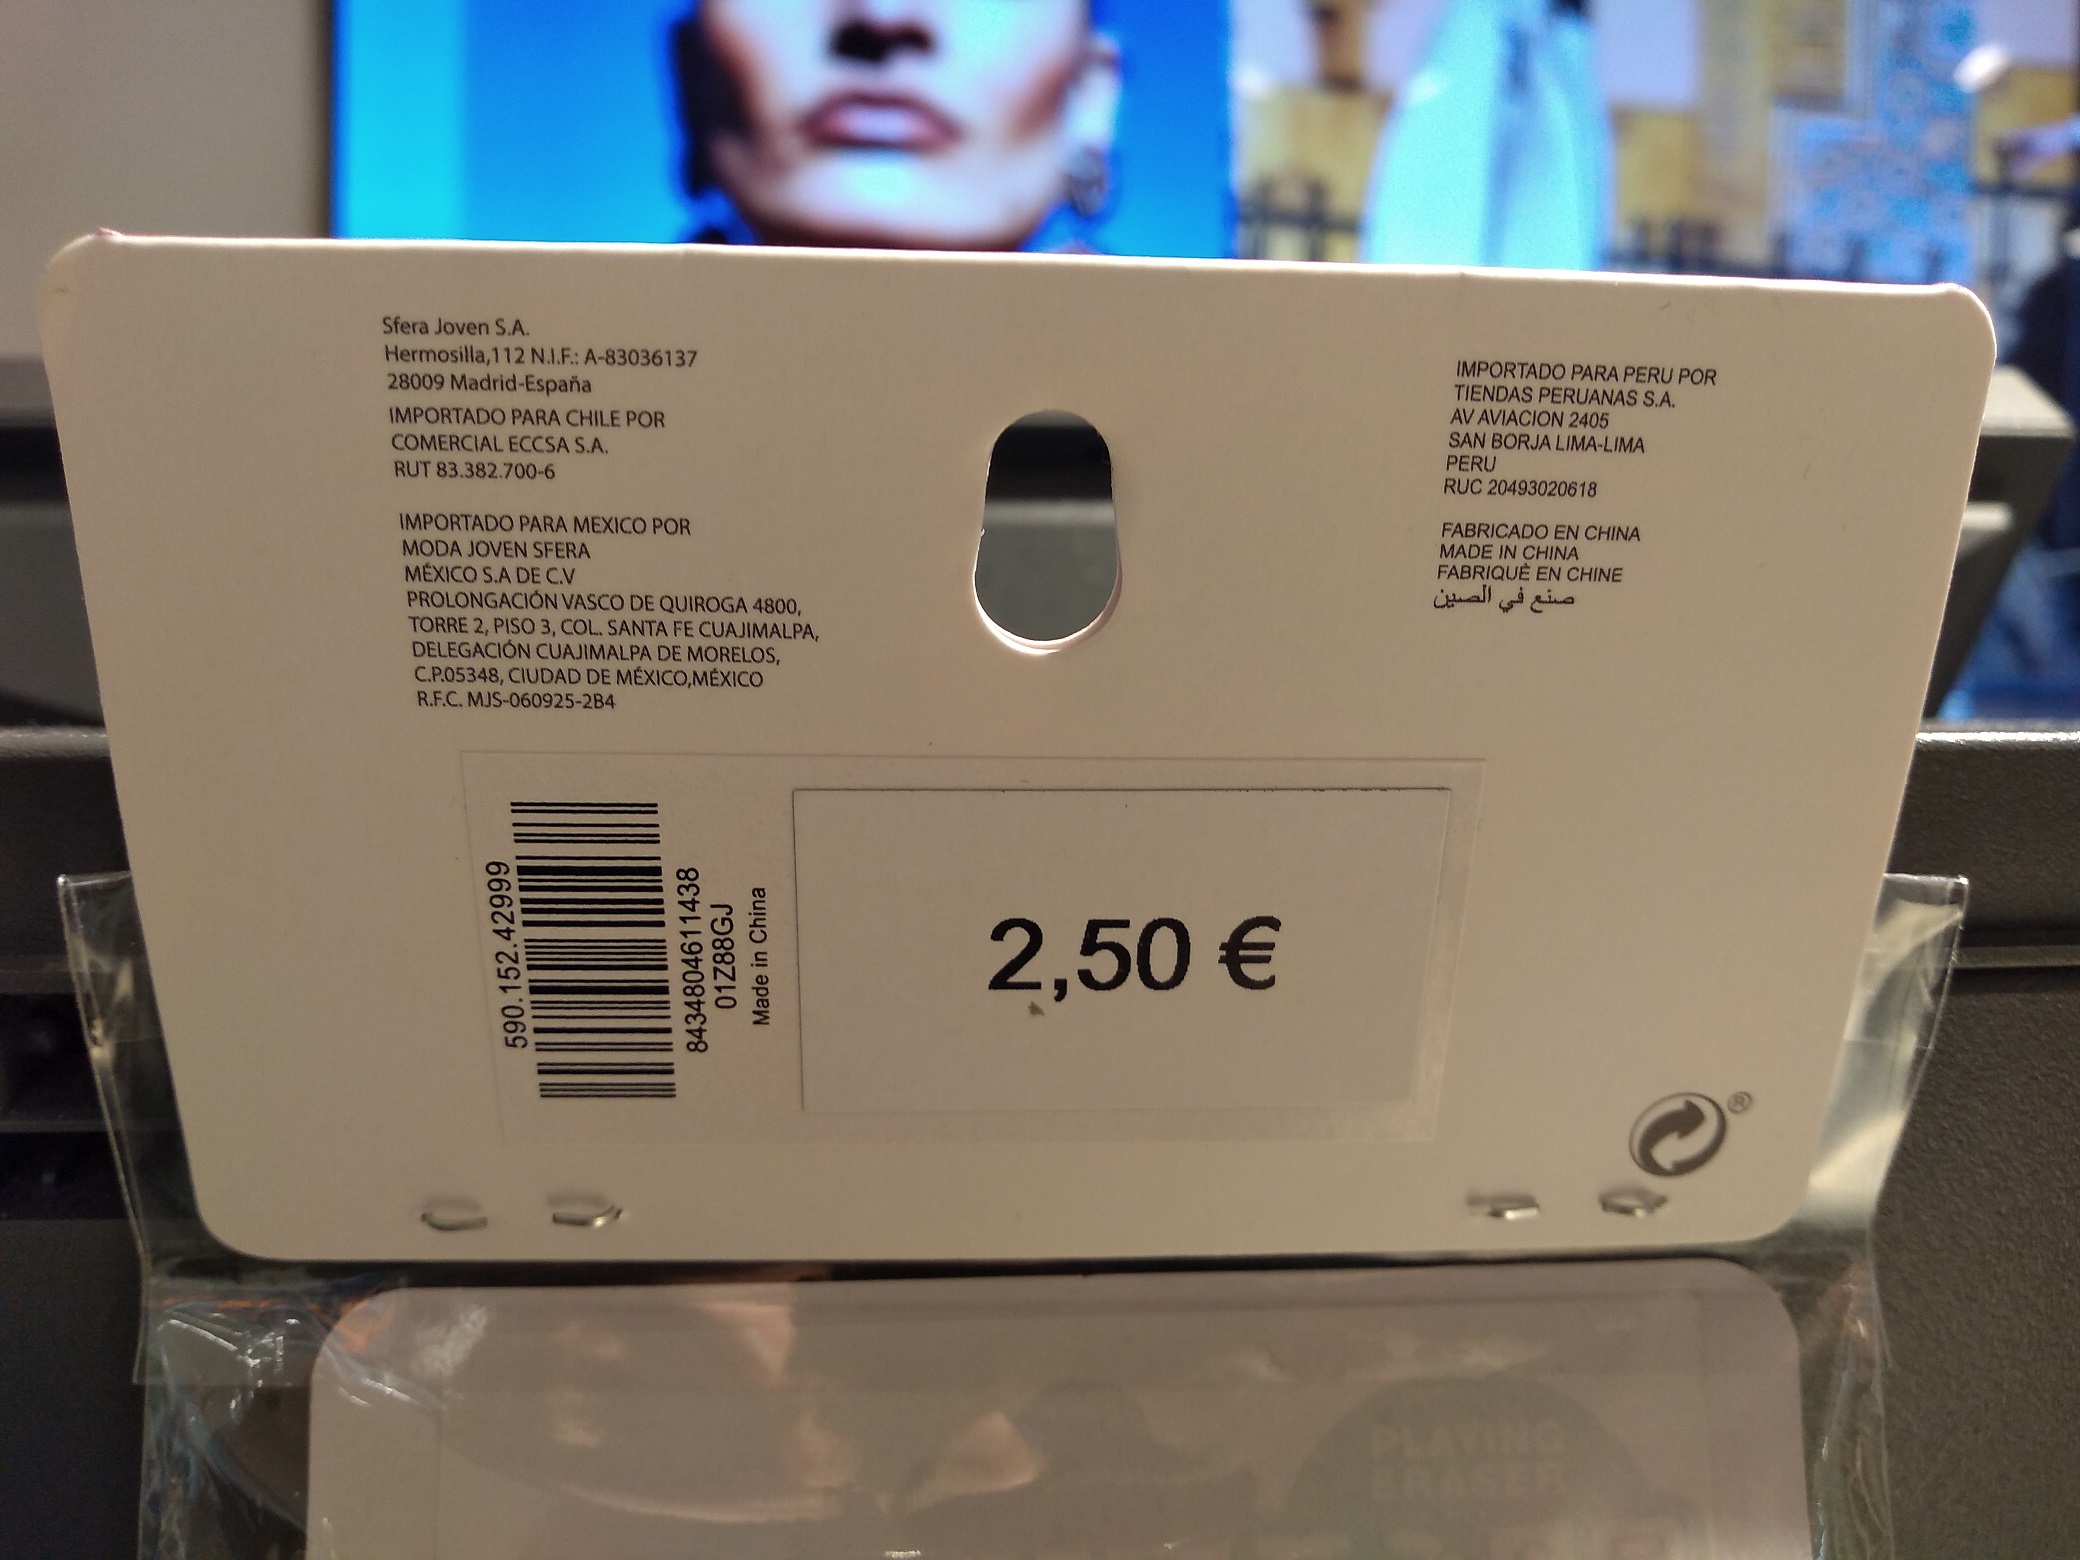 Sfera Joven S.A.
Hermosilla,112 N.I.F.: A-83036137
28009 Madrid-España
IMPORTADO PARA CHILE POR
COMERCIAL ECCSA S.A.
RUT 83.382.700-6
IMPORTADO PARA MEXICO POR
MODA JOVEN SFERA
MÉXICO S.A DE C.V
PROLONGACIÓN VASCO DE QUIROGA 4800,
TORRE 2, PISO 3, COL. SANTA FE CUAJIMALPA,
DELEGACIÓN CUAJIMALPA DE MORELOS,
C.P.05348, CIUDAD DE MÉXICO,MÉXICO
R.F.C. MJS-060925-2B4
IMPORTADO PARA PERU POR
TIENDAS PERUANAS S.A.
AV AVIACION 2405
SAN BORJA LIMA-LIMA
PERU
RUC 20493020618
FABRICADO EN CHINA
MADE IN CHINA
FABRIQUÈ EN CHINE
صنع في الصين
590.152.42999
8434804611438
01Z88GJ
Made in China
2,50 €
®
PLAYING
ERASER